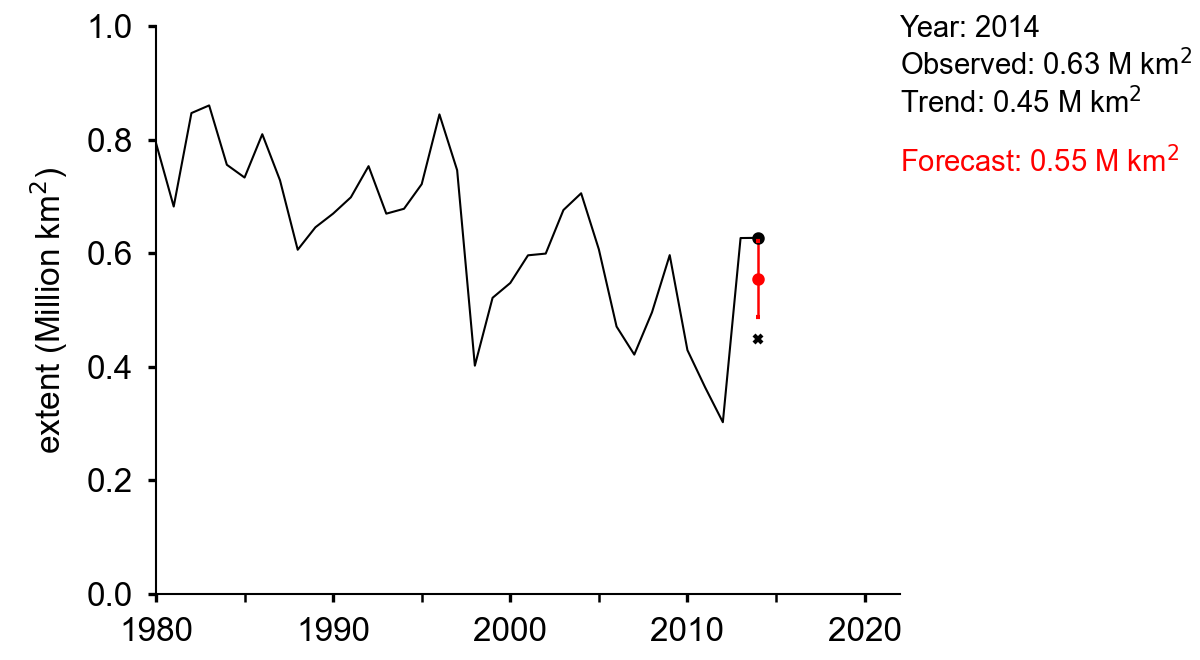 Year: 2014
Observed: 0.63 M km²
Trend: 0.45 M km²
Forecast: 0.55 M km²
extent (Million km²)
1.0
0.8
0.6
0.4
0.2
0.0
1980 1990 2000 2010 2020